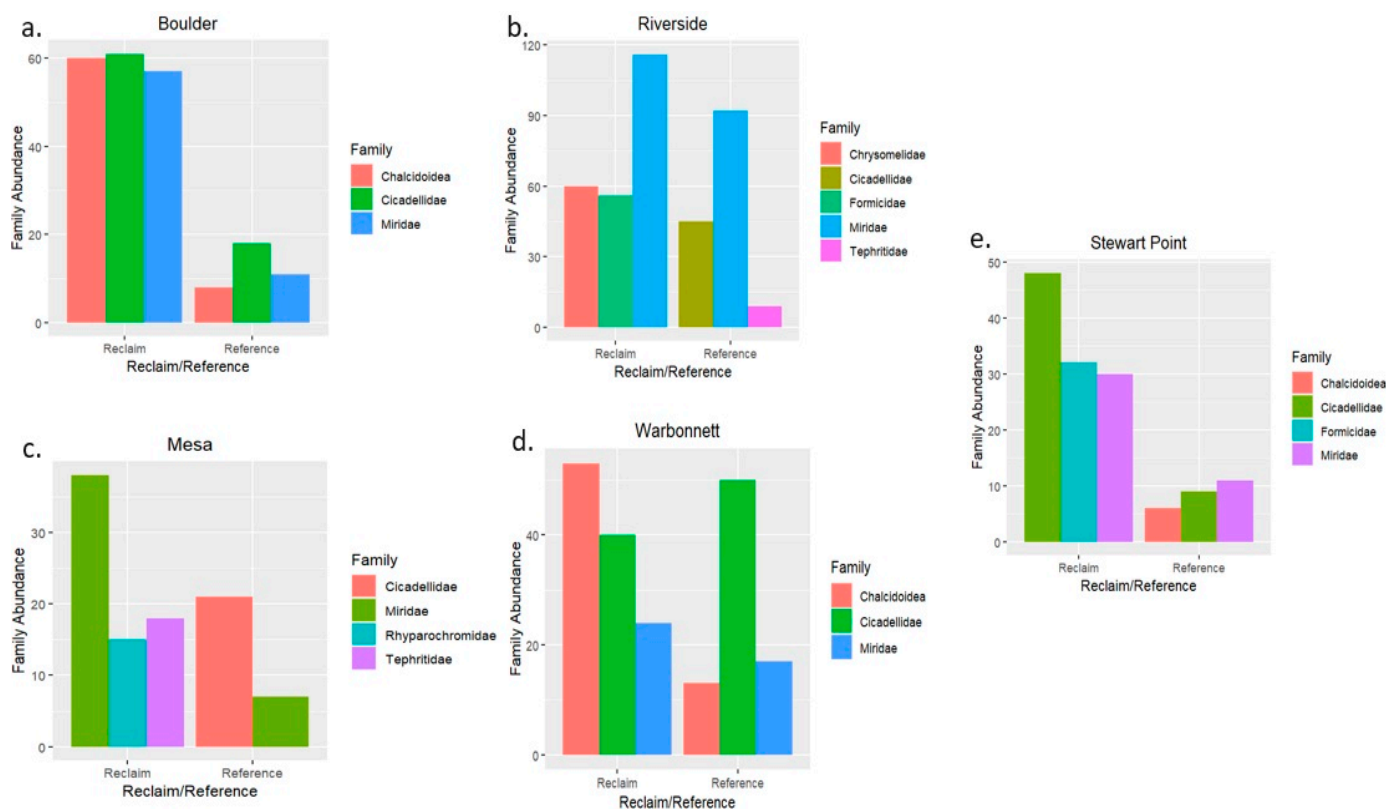 a.
Boulder
60
40
20
0
Family Abundance
Reclaim
Reference
Reclaim/Reference
Family
Chalcidoidea
Cicadellidae
Miridae
b.
Riverside
120
90
60
30
0
Family Abundance
Reclaim
Reference
Reclaim/Reference
Family
Chrysomelidae
Cicadellidae
Formicidae
Miridae
Tephritidae
c.
Mesa
30
20
10
0
Family Abundance
Reclaim
Reference
Reclaim/Reference
Family
Cicadellidae
Miridae
Rhyparochromidae
Tephritidae
d.
Warbonnett
40
20
0
Family Abundance
Reclaim
Reference
Reclaim/Reference
Family
Chalcidoidea
Cicadellidae
Miridae
e.
Stewart Point
50
40
30
20
10
0
Family Abundance
Reclaim
Reference
Reclaim/Reference
Family
Chalcidoidea
Cicadellidae
Formicidae
Miridae